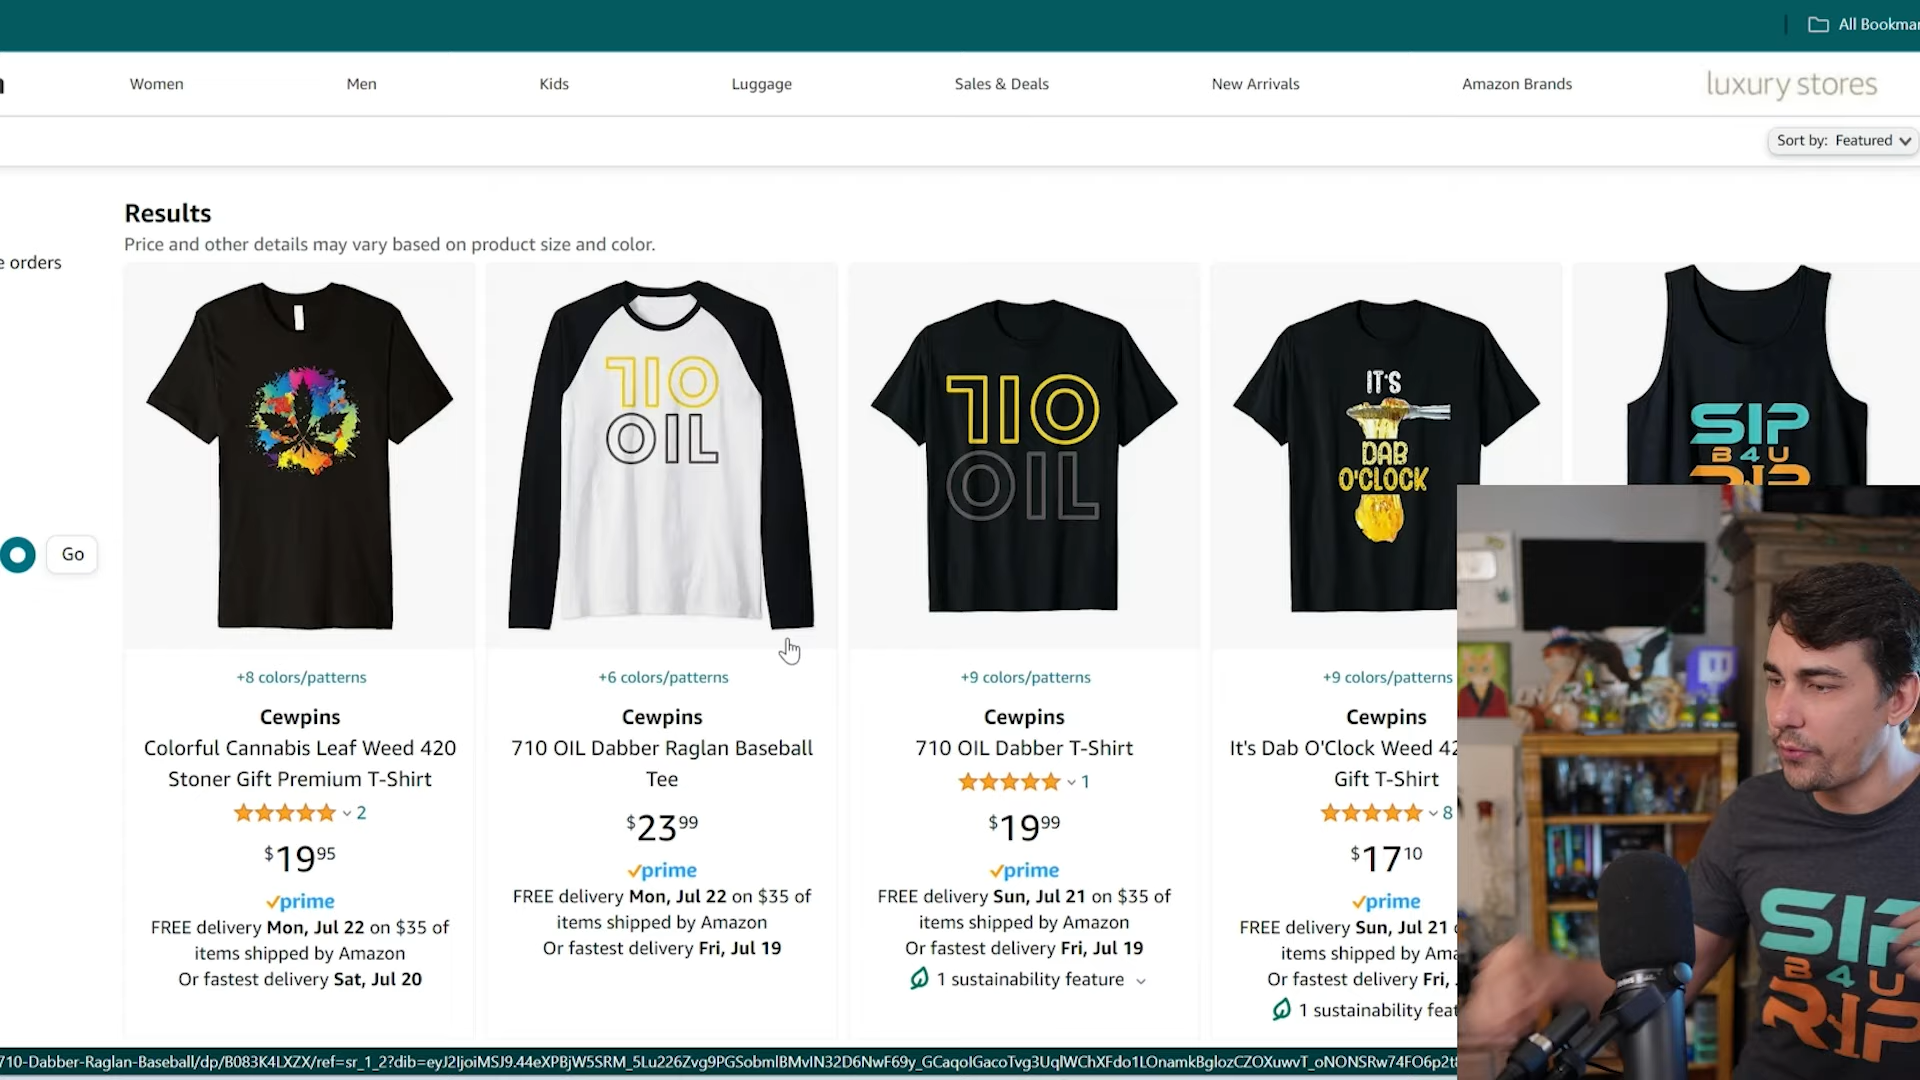 All Bookmar
Women
Men
Kids
Luggage
Sales & Deals
New Arrivals
Amazon Brands
luxury stores
Sort by: Featured
Results
Price and other details may vary based on product size and color.
e orders
Go
710
OIL
710
OIL
IT'S
DAB
O'CLOCK
SIP
B4U
RIP
+8 colors/patterns
Cewpins
Colorful Cannabis Leaf Weed 420
Stoner Gift Premium T-Shirt
2
$19.95
prime
FREE delivery Mon, Jul 22 on $35 of
items shipped by Amazon
Or fastest delivery Sat, Jul 20
+6 colors/patterns
Cewpins
710 OIL Dabber Raglan Baseball
Tee
$23.99
prime
FREE delivery Mon, Jul 22 on $35 of
items shipped by Amazon
Or fastest delivery Fri, Jul 19
+9 colors/patterns
Cewpins
710 OIL Dabber T-Shirt
1
$19.99
prime
FREE delivery Sun, Jul 21 on $35 of
items shipped by Amazon
Or fastest delivery Fri, Jul 19
1 sustainability feature
+9 colors/patterns
Cewpins
It's Dab O'Clock Weed 42
Gift T-Shirt
8
$17.10
prime
FREE delivery Sun, Jul 21
items shipped by Ama
Or fastest delivery Fri,
1 sustainability feat
SIP
B4U
RIP